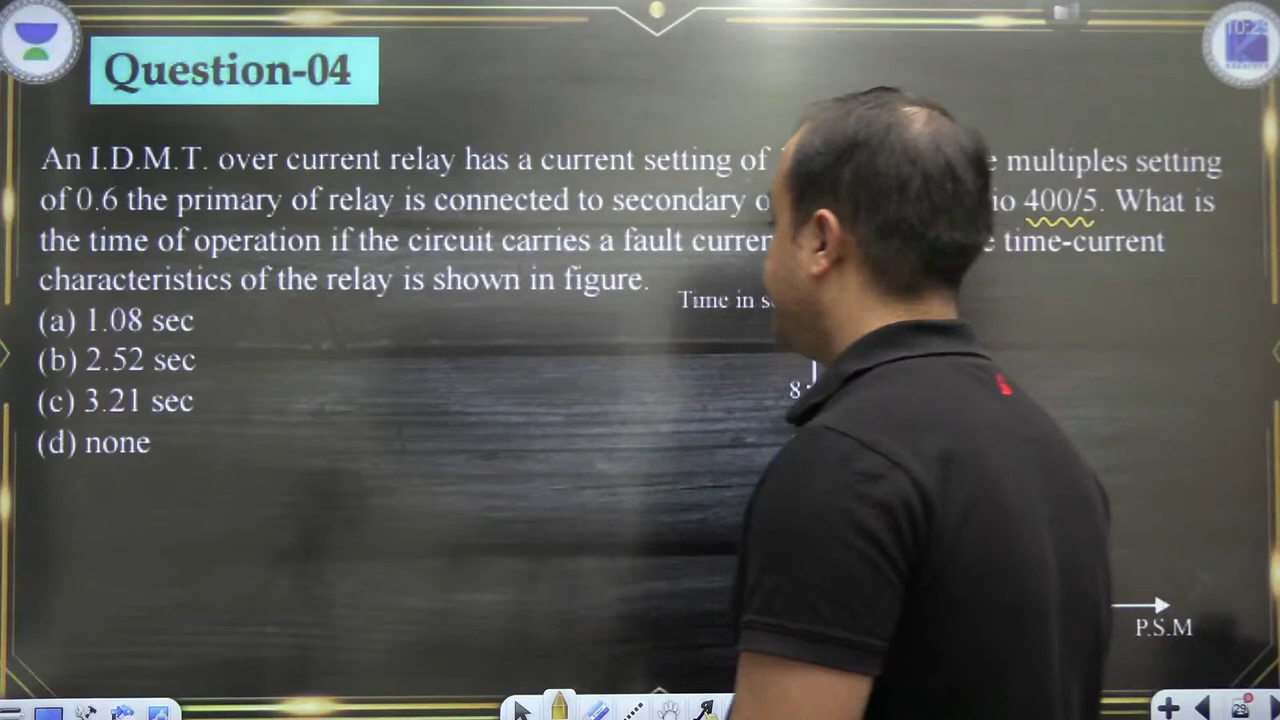 Question-04
10:29
An I.D.M.T. over current relay has a current setting of multiples setting
of 0.6 the primary of relay is connected to secondary 400/5. What is
the time of operation if the circuit carries a fault time-current
characteristics of the relay is shown in figure.
Time in
(a) 1.08 sec
(b) 2.52 sec
8
(c) 3.21 sec
(d) none
P.S.M
29